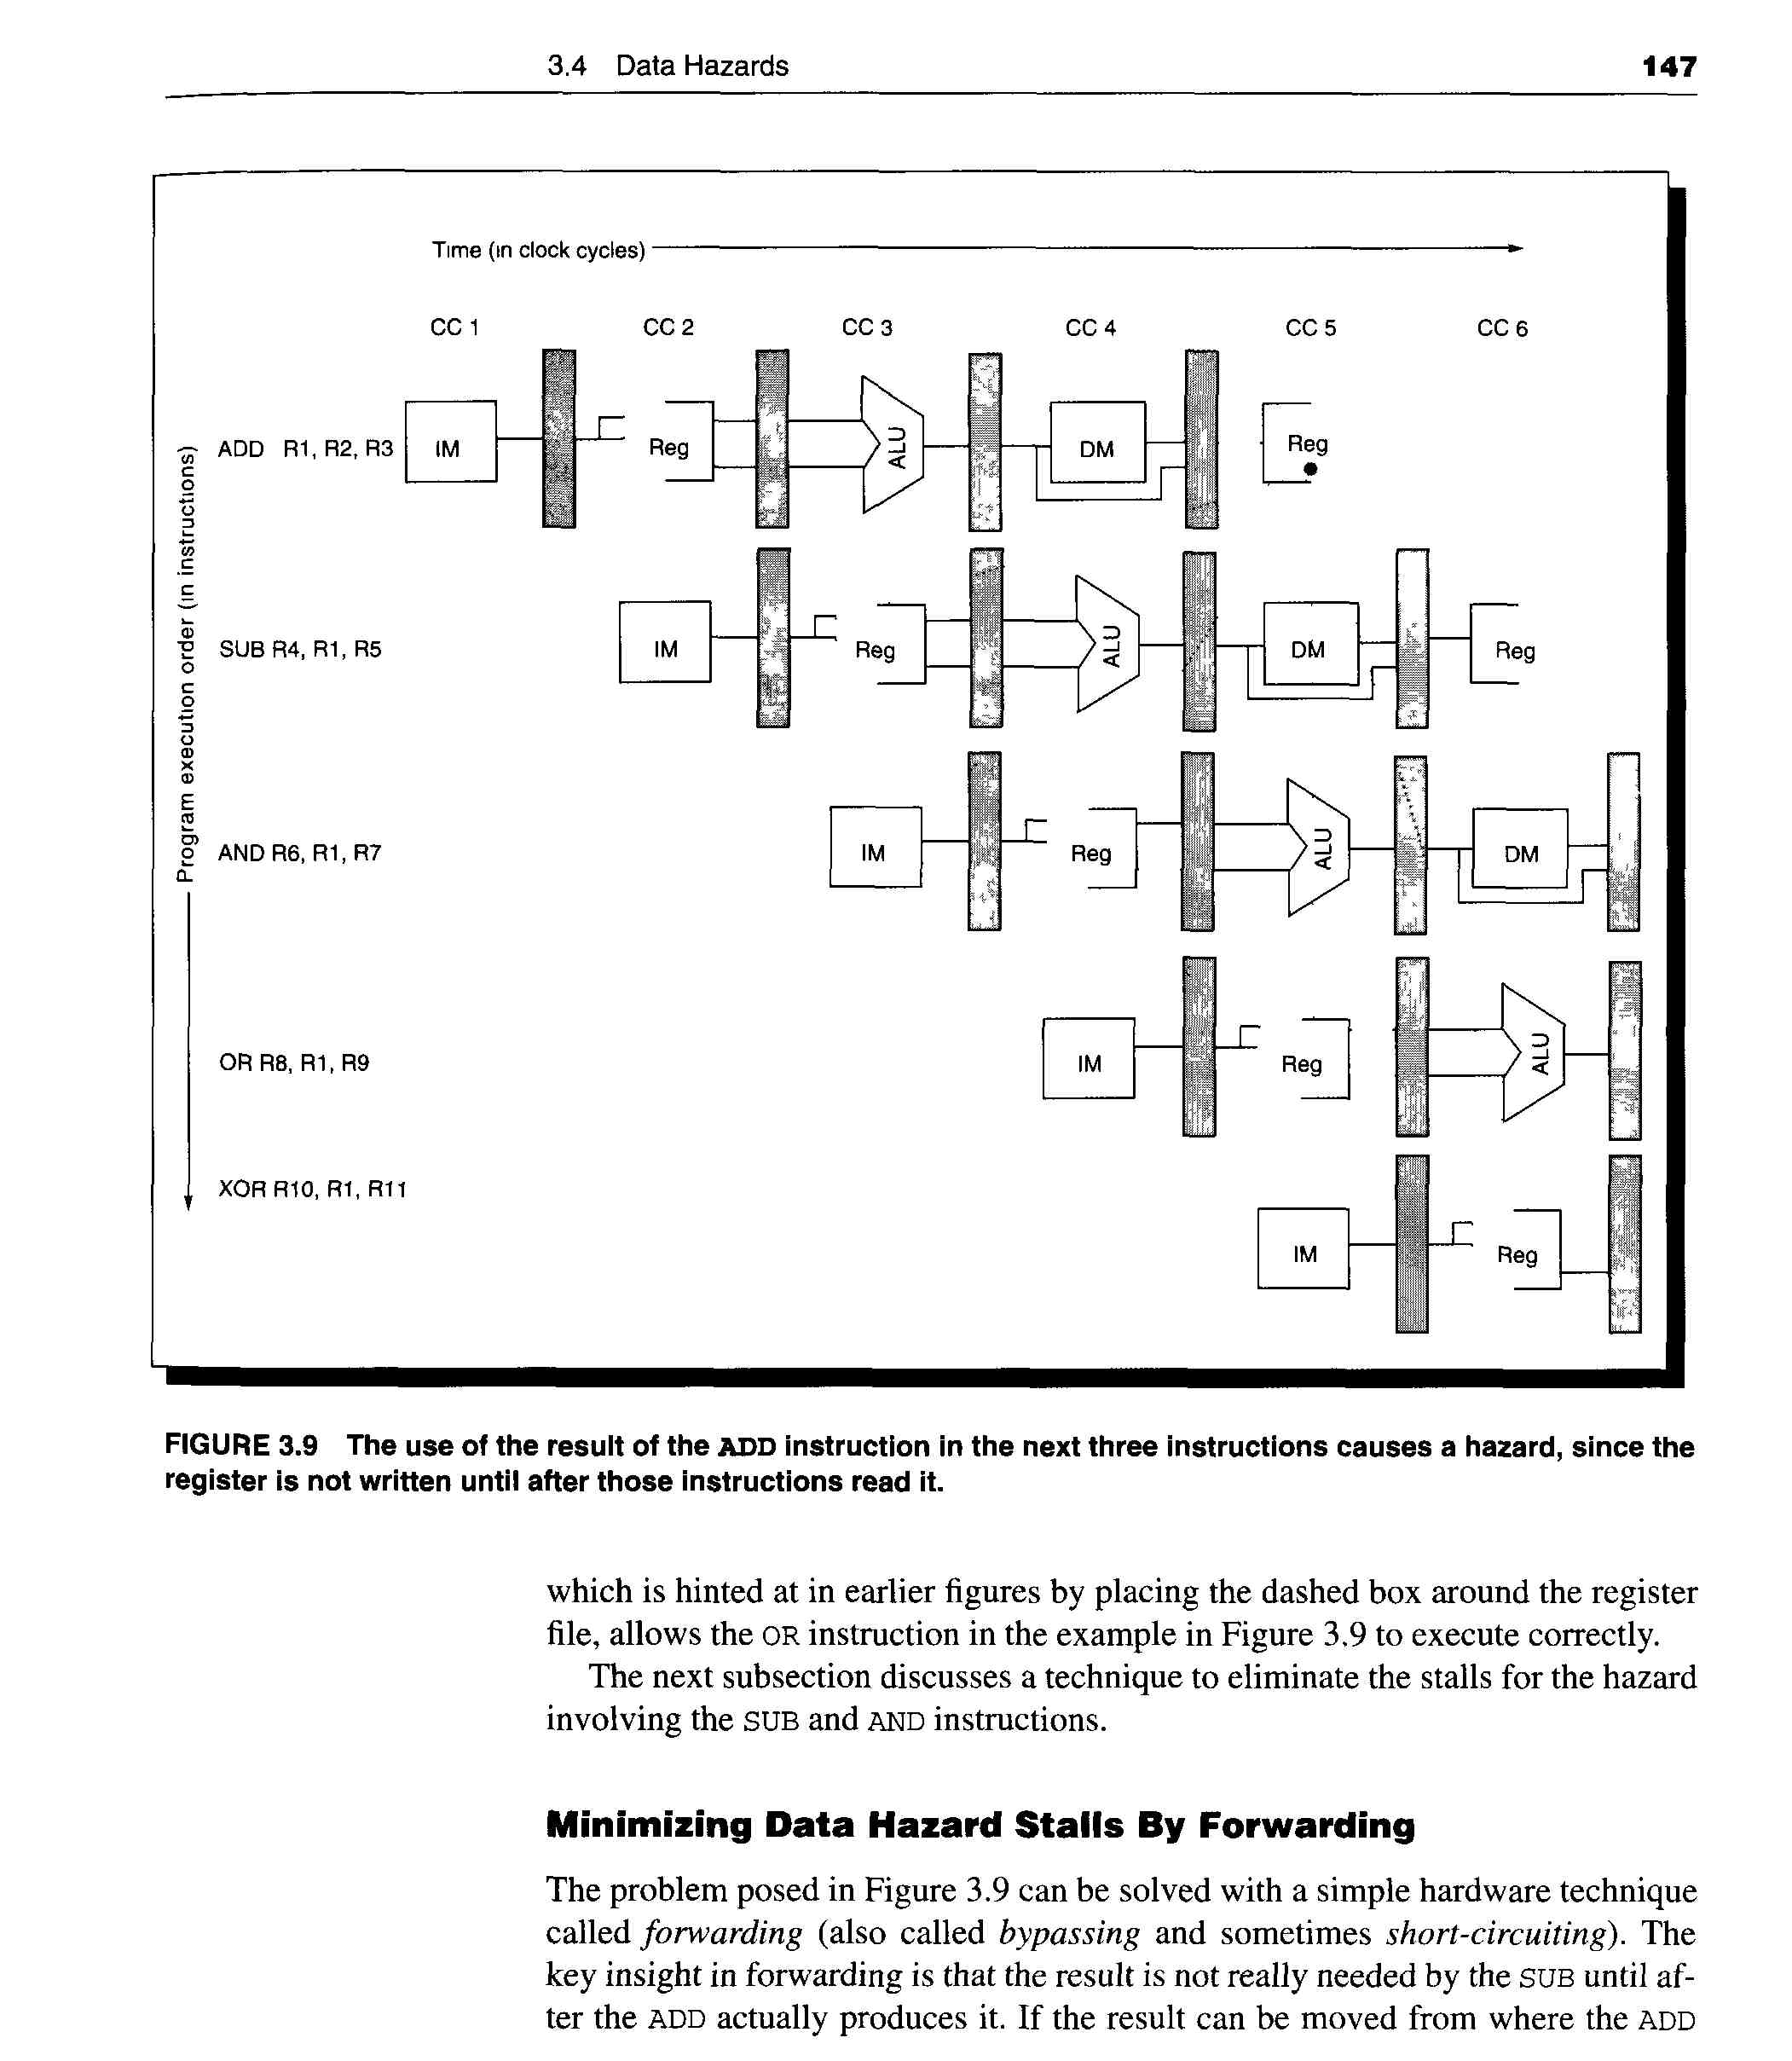 3.4 Data Hazards
147
Time (in clock cycles)
CC 1 CC 2 CC 3 CC 4 CC 5 CC 6
Program execution order (in instructions)
ADD R1, R2, R3 IM Reg ALU DM Reg
SUB R4, R1, R5 IM Reg ALU DM Reg
AND R6, R1, R7 IM Reg ALU DM
OR R8, R1, R9 IM Reg ALU
XOR R10, R1, R11
IM Reg
FIGURE 3.9 The use of the result of the ADD instruction in the next three instructions causes a hazard, since the
register is not written until after those instructions read it.
which is hinted at in earlier figures by placing the dashed box around the register
file, allows the OR instruction in the example in Figure 3.9 to execute correctly.
The next subsection discusses a technique to eliminate the stalls for the hazard
involving the SUB and AND instructions.
Minimizing Data Hazard Stalls By Forwarding
The problem posed in Figure 3.9 can be solved with a simple hardware technique
called forwarding (also called bypassing and sometimes short-circuiting). The
key insight in forwarding is that the result is not really needed by the SUB until af-
ter the ADD actually produces it. If the result can be moved from where the ADD